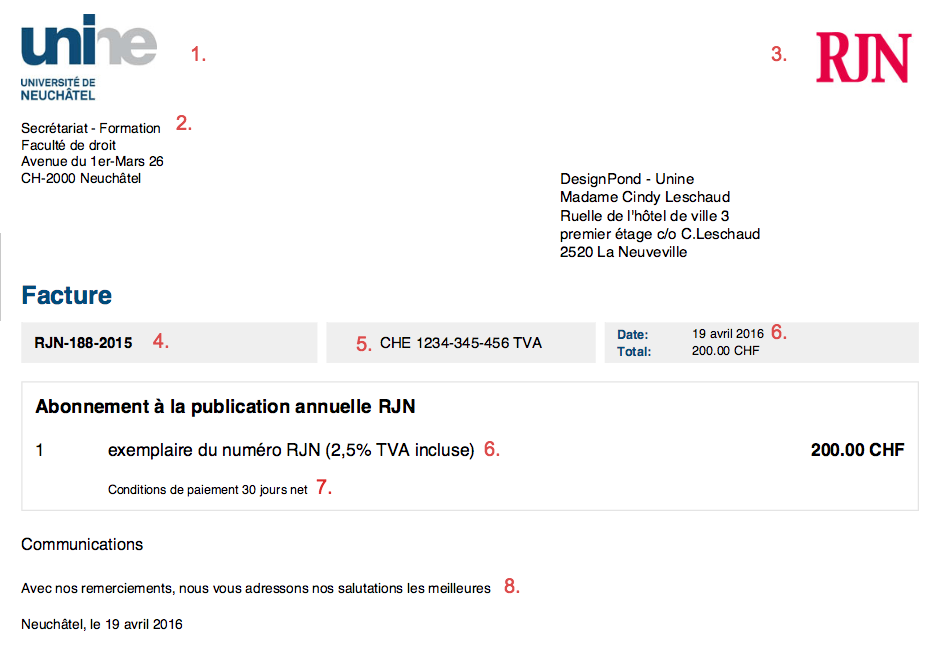 unine
1.
3.
RJN
UNIVERSITÉ DE
NEUCHÂTEL
Secrétariat - Formation 2.
Faculté de droit
Avenue du 1er-Mars 26
CH-2000 Neuchâtel
DesignPond - Unine
Madame Cindy Leschaud
Ruelle de l'hôtel de ville 3
premier étage c/o C.Leschaud
2520 La Neuveville
Facture
RJN-188-2015 4.
5. CHE 1234-345-456 TVA
Date: 19 avril 2016 6.
Total: 200.00 CHF
Abonnement à la publication annuelle RJN
1 exemplaire du numéro RJN (2,5% TVA incluse) 6. 200.00 CHF
Conditions de paiement 30 jours net 7.
Communications
Avec nos remerciements, nous vous adressons nos salutations les meilleures 8.
Neuchâtel, le 19 avril 2016